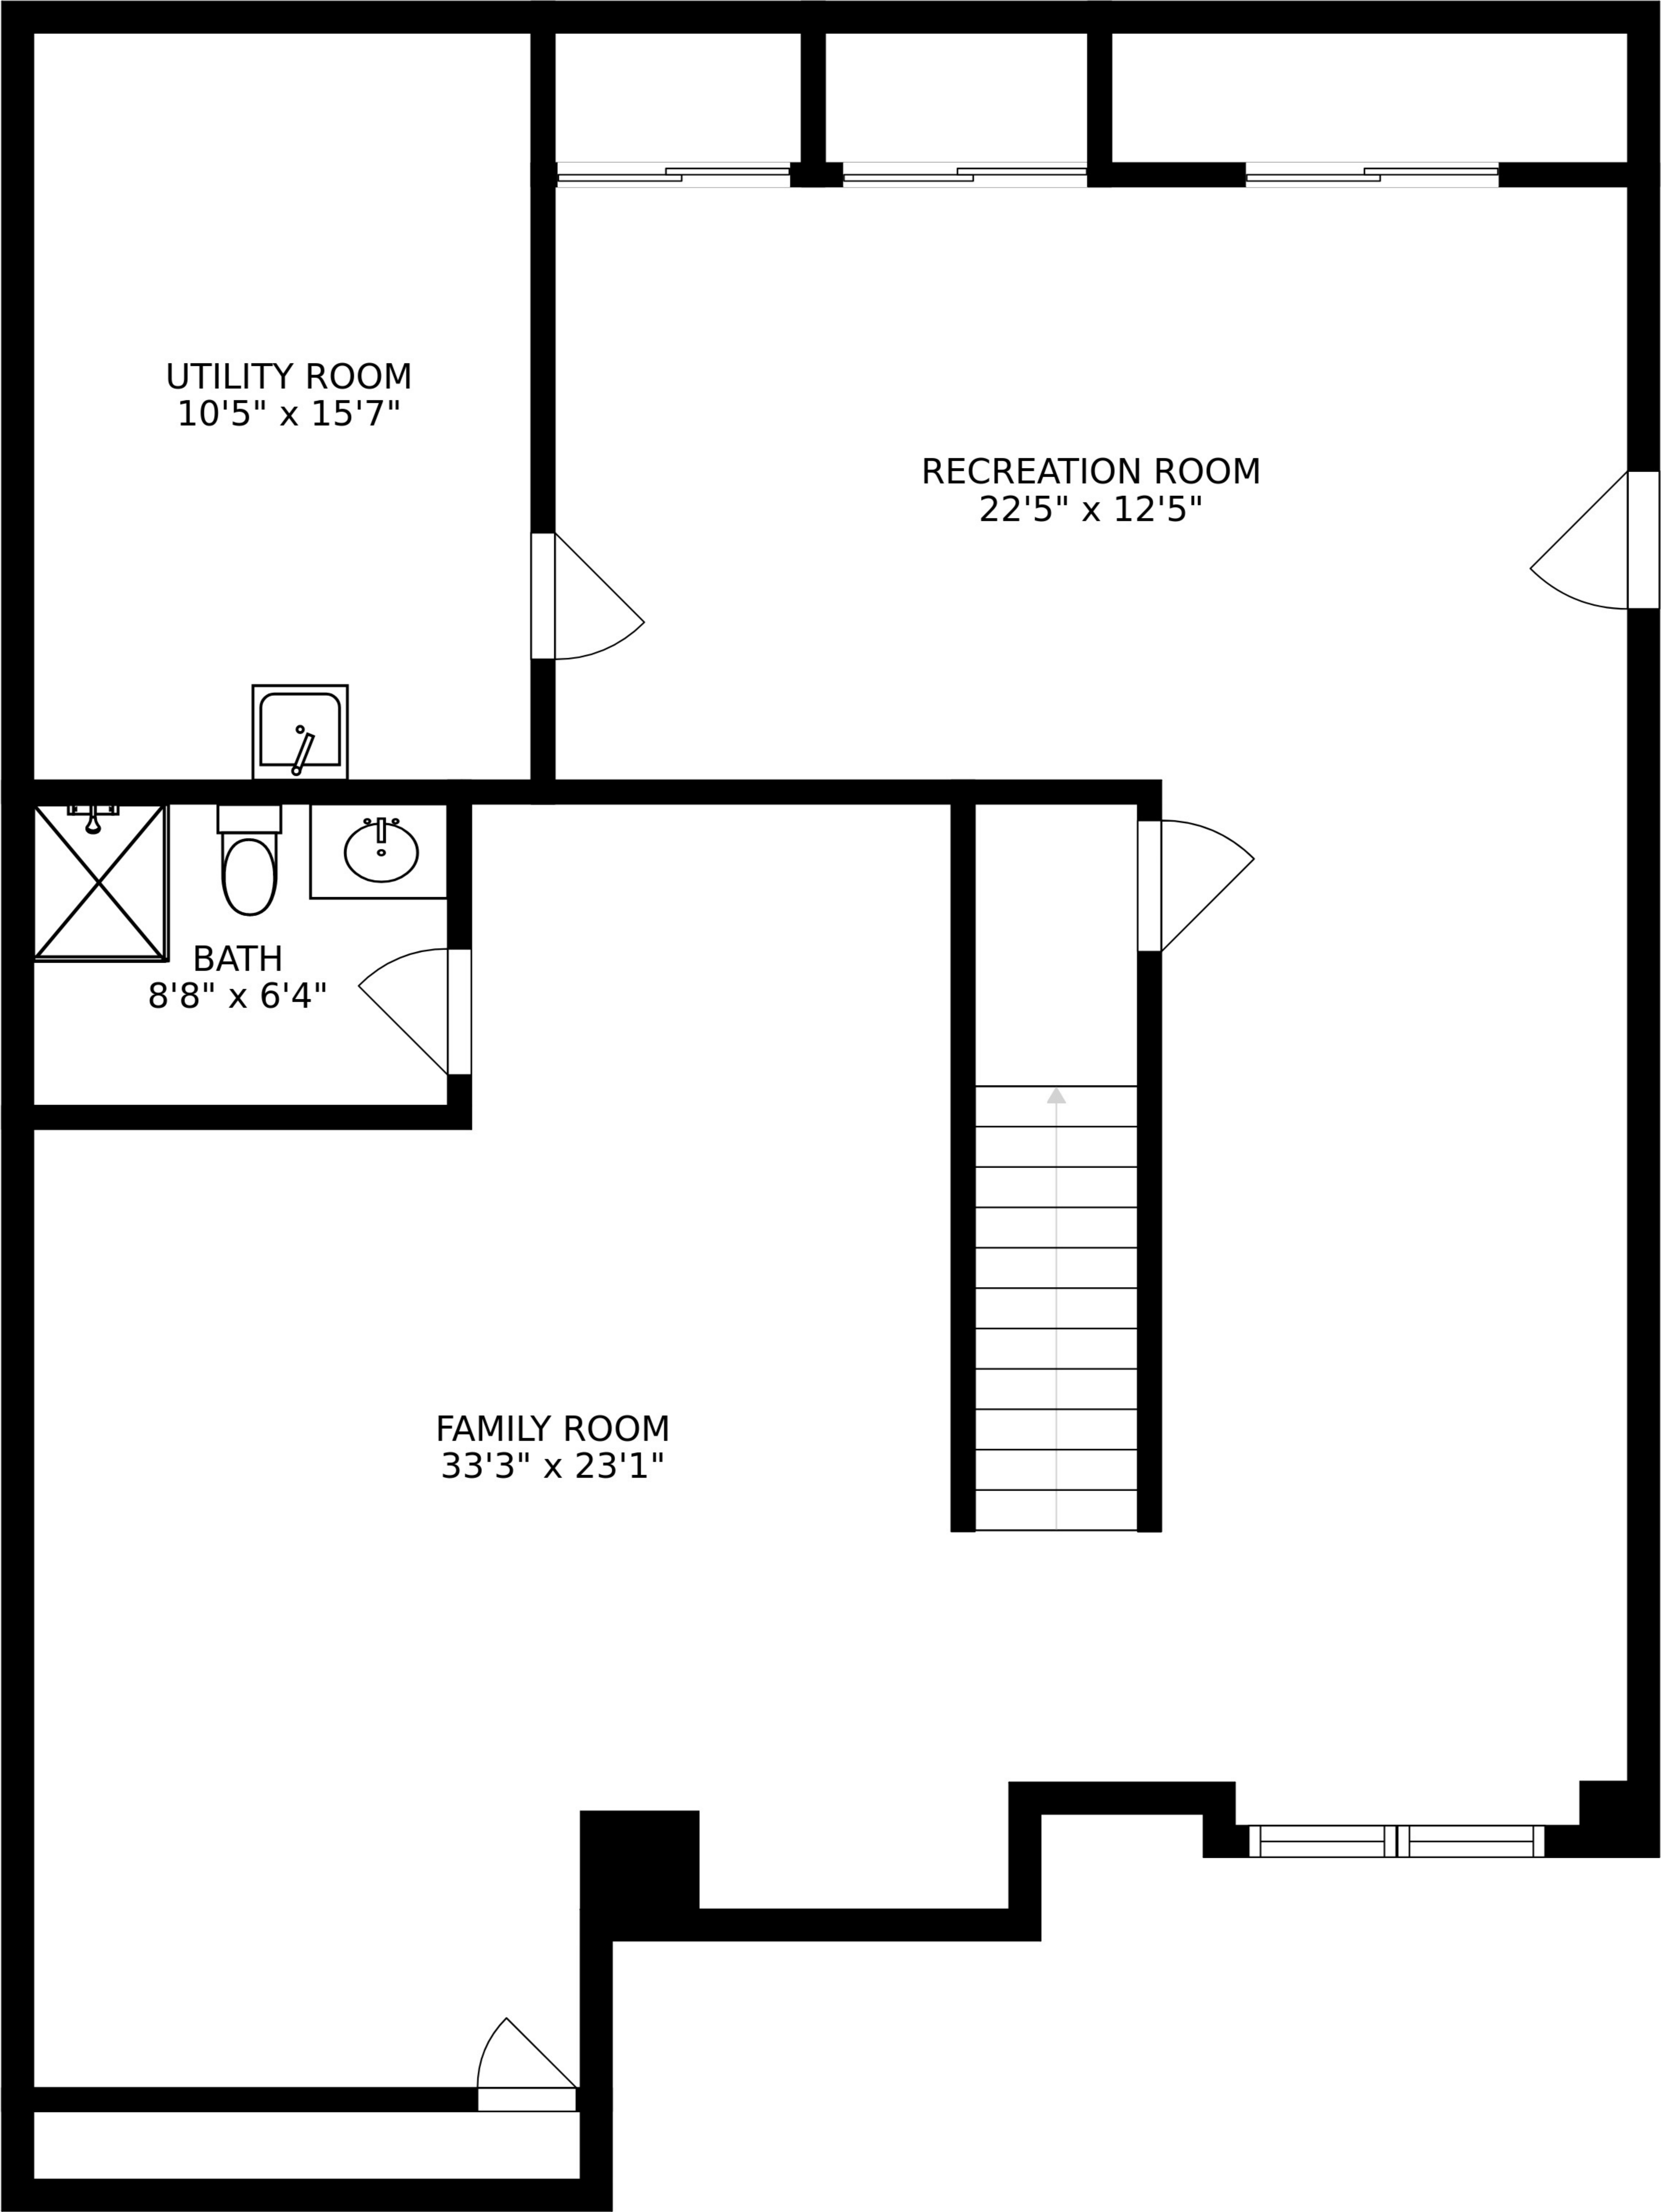 UTILITY ROOM
10'5" x 15'7"
RECREATION ROOM
22'5" x 12'5"
BATH
8'8" x 6'4"
FAMILY ROOM
33'3" x 23'1"